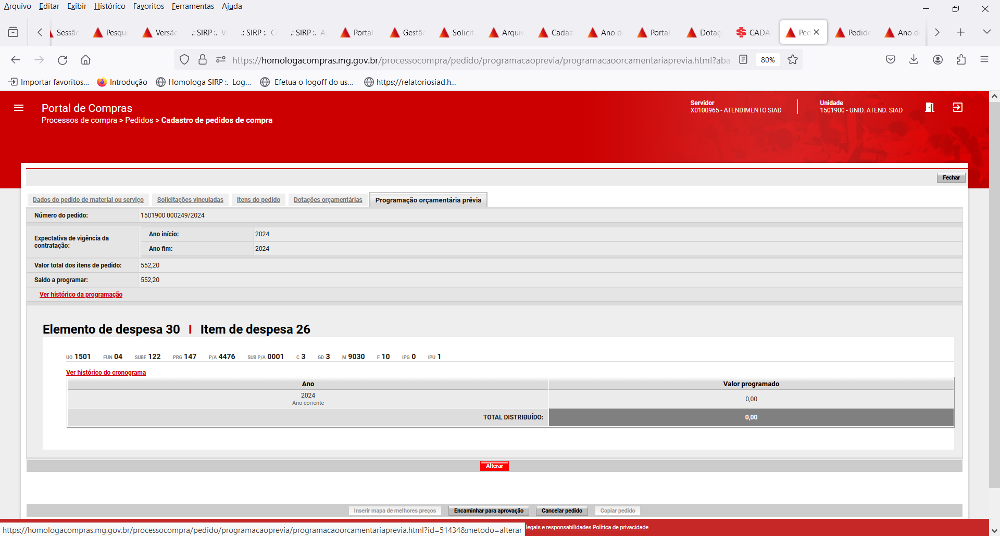 Arquivo Editar Exibir Histórico Favoritos Ferramentas Ajuda
Sessão Pesqui Versão .: SIRP :. V .: SIRP :. C .: SIRP :. A Portal Gestã Solicit Arquiv Cadas Ano d Portal Dotaç CADA Ped Pedid Ano d
https://homologacompras.mg.gov.br/processocompra/pedido/programacaoprevia/programacaoorcamentariaprevia.html?aba= 80%
Importar favoritos... Introdução Homologa SIRP :. Log... Efetua o logoff do us... https://relatoriosiad.h...
Portal de Compras
Processos de compra > Pedidos > Cadastro de pedidos de compra
Servidor
X0100965 - ATENDIMENTO SIAD
Unidade
1501900 - UNID. ATEND. SIAD
Fechar
Dados do pedido de material ou serviço Solicitações vinculadas Itens do pedido Dotações orçamentárias Programação orçamentária prévia
Número do pedido: 1501900 000249/2024
Expectativa de vigência da contratação:
Ano início: 2024
Ano fim: 2024
Valor total dos itens de pedido: 552,20
Saldo a programar: 552,20
Ver histórico da programação
Elemento de despesa 30 I Item de despesa 26
UO 1501 FUN 04 SUBF 122 PRG 147 P/A 4476 SUB P/A 0001 C 3 GD 3 M 9030 F 10 IPG 0 IPU 1
Ver histórico do cronograma
Ano Valor programado
2024
Ano corrente
0,00
TOTAL DISTRIBUÍDO: 0,00
Alterar
Inserir mapa de melhores preços Encaminhar para aprovação Cancelar pedido Copiar pedido
legais e responsabilidades Política de privacidade
https://homologacompras.mg.gov.br/processocompra/pedido/programacaoprevia/programacaoorcamentariaprevia.html?id=51434&metodo=alterar